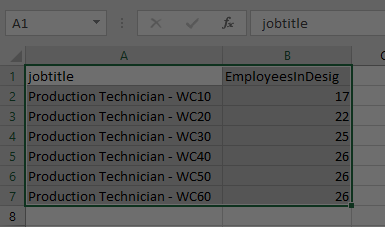 A1 fx jobtitle
A B
1 jobtitle EmployeesInDesig
2 Production Technician - WC10 17
3 Production Technician - WC20 22
4 Production Technician - WC30 25
5 Production Technician - WC40 26
6 Production Technician - WC50 26
7 Production Technician - WC60 26
8